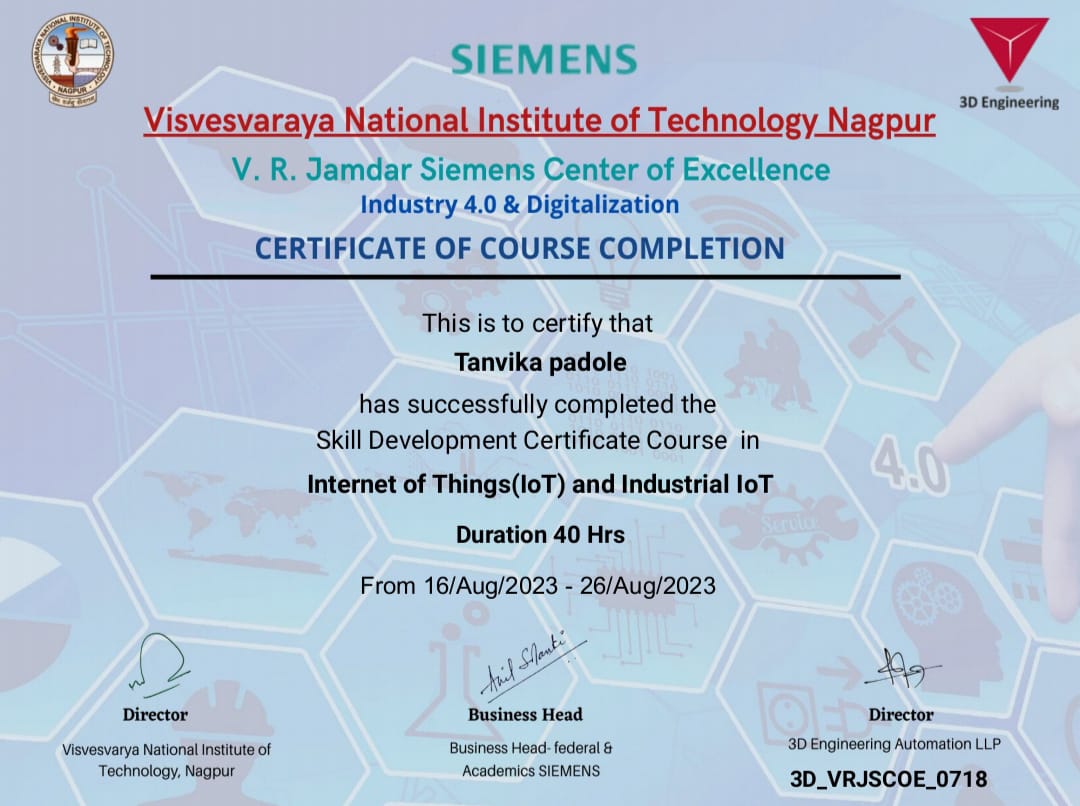 VISVESVARAYA NATIONAL INSTITUTE OF TECHNOLOGY
NAGPUR
SIEMENS
3D Engineering
Visvesvaraya National Institute of Technology Nagpur
V. R. Jamdar Siemens Center of Excellence
Industry 4.0 & Digitalization
CERTIFICATE OF COURSE COMPLETION
This is to certify that
Tanvika padole
has successfully completed the
Skill Development Certificate Course in
Internet of Things(IoT) and Industrial IoT
4.0
Service
Duration 40 Hrs
From 16/Aug/2023 - 26/Aug/2023
Director
Visvesvarya National Institute of
Technology, Nagpur
Business Head
Business Head- federal &
Academics SIEMENS
Director
3D Engineering Automation LLP
3D_VRJSCOE_0718